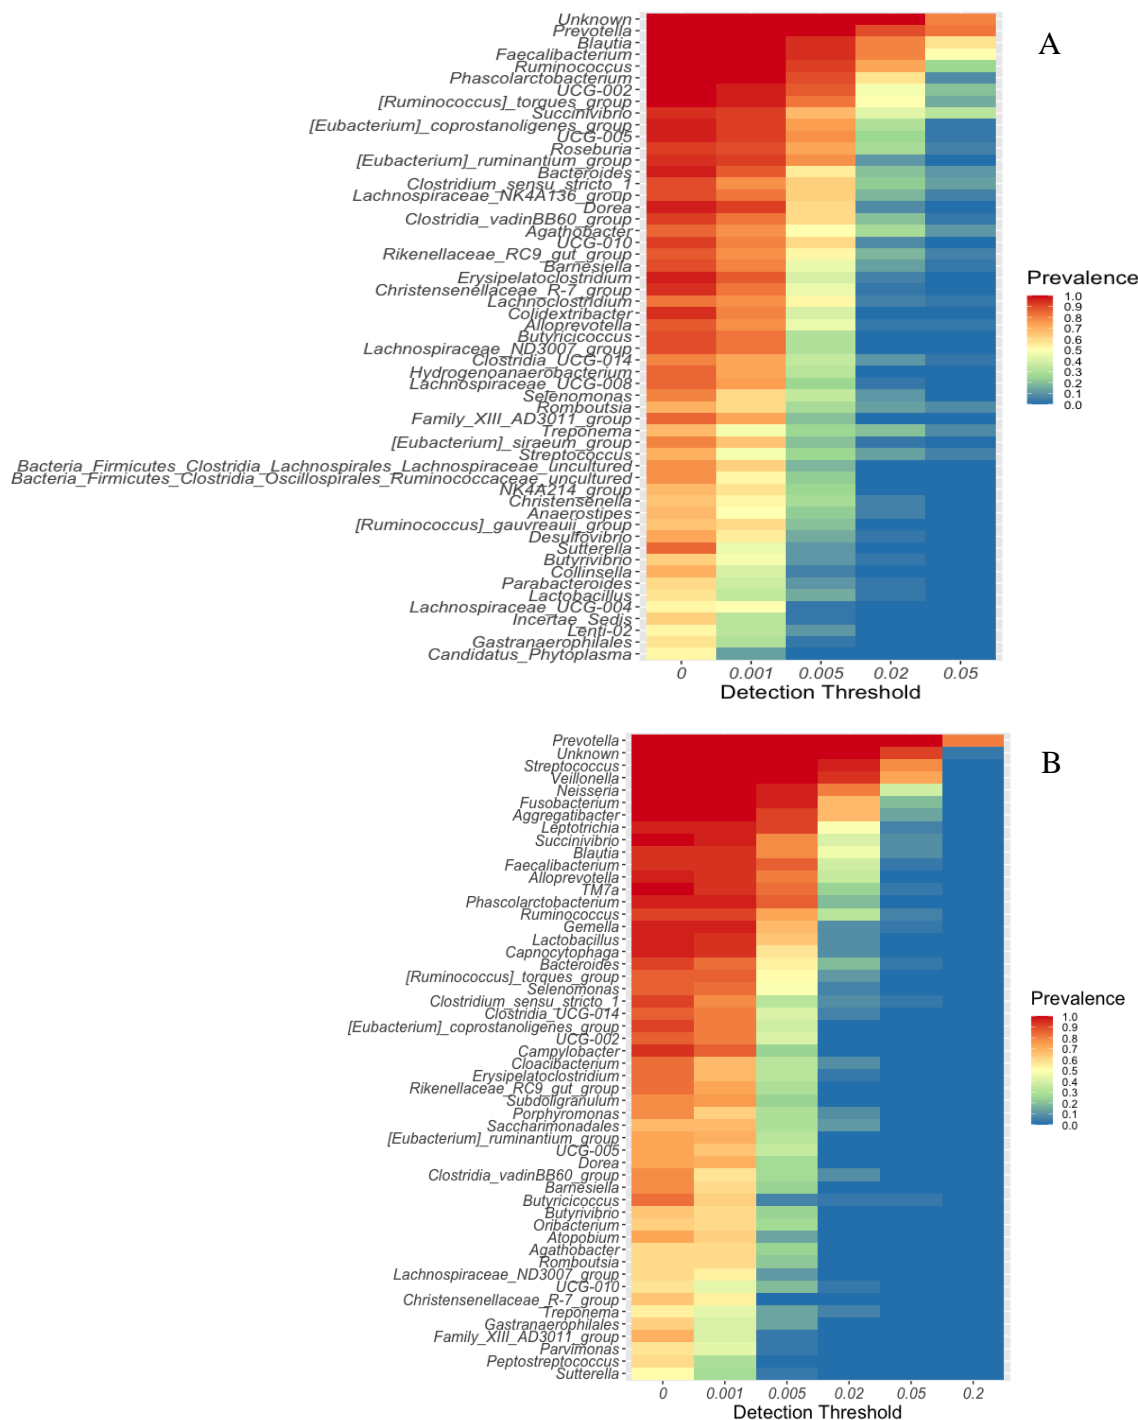 Unknown
Prevotella
Blautia
Faecalibacterium
Ruminococcus
Phascolarctobacterium
UCG-002
[Ruminococcus]_torques_group
Succinivibrio
[Eubacterium]_coprostanoligenes_group
UCG-005
Roseburia
[Eubacterium]_ruminantium_group
Bacteroides
Clostridium_sensu_stricto_1
Lachnospiraceae_NK4A136_group
Dorea
Clostridia_vadinBB60_group
Agathobacter
UCG-010
Rikenellaceae_RC9_gut_group
Barnesiella
Erysipelatoclostridium
Christensenellaceae_R-7_group
Lachnoclostridium
Colidextribacter
Alloprevotella
Butyricicoccus
Lachnospiraceae_ND3007_group
Clostridia_UCG-014
Hydrogenoanaerobacterium
Lachnospiraceae_UCG-008
Selenomonas
Romboutsia
Family_XIII_AD3011_group
Treponema
[Eubacterium]_siraeum_group
Streptococcus
Bacteria_Firmicutes_Clostridia_Lachnospirales_Lachnospiraceae_uncultured
Bacteria_Firmicutes_Clostridia_Oscillospirales_Ruminococcaceae_uncultured
NK4A214_group
Christensenella
Anaerostipes
[Ruminococcus]_gauvreauii_group
Desulfovibrio
Sutterella
Butyrivibrio
Collinsella
Parabacteroides
Lactobacillus
Lachnospiraceae_UCG-004
Incertae_Sedis
Lenti-02
Gastranaerophilales
Candidatus_Phytoplasma
0 0.001 0.005 0.02 0.05
Detection Threshold
A
Prevalence
1.0
0.9
0.8
0.7
0.6
0.5
0.4
0.3
0.2
0.1
0.0
Prevotella
Unknown
Streptococcus
Veillonella
Neisseria
Fusobacterium
Aggregatibacter
Leptotrichia
Succinivibrio
Blautia
Faecalibacterium
Alloprevotella
TM7a
Phascolarctobacterium
Ruminococcus
Gemella
Lactobacillus
Capnocytophaga
Bacteroides
[Ruminococcus]_torques_group
Selenomonas
Clostridium_sensu_stricto_1
Clostridia_UCG-014
[Eubacterium]_coprostanoligenes_group
UCG-002
Campylobacter
Cloacibacterium
Erysipelatoclostridium
Rikenellaceae_RC9_gut_group
Subdoligranulum
Porphyromonas
Saccharimonadales
[Eubacterium]_ruminantium_group
UCG-005
Dorea
Clostridia_vadinBB60_group
Barnesiella
Butyricicoccus
Butyrivibrio
Oribacterium
Atopobium
Agathobacter
Romboutsia
Lachnospiraceae_ND3007_group
UCG-010
Christensenellaceae_R-7_group
Treponema
Gastranaerophilales
Family_XIII_AD3011_group
Parvimonas
Peptostreptococcus
Sutterella
0 0.001 0.005 0.02 0.05 0.2
Detection Threshold
B
Prevalence
1.0
0.9
0.8
0.7
0.6
0.5
0.4
0.3
0.2
0.1
0.0